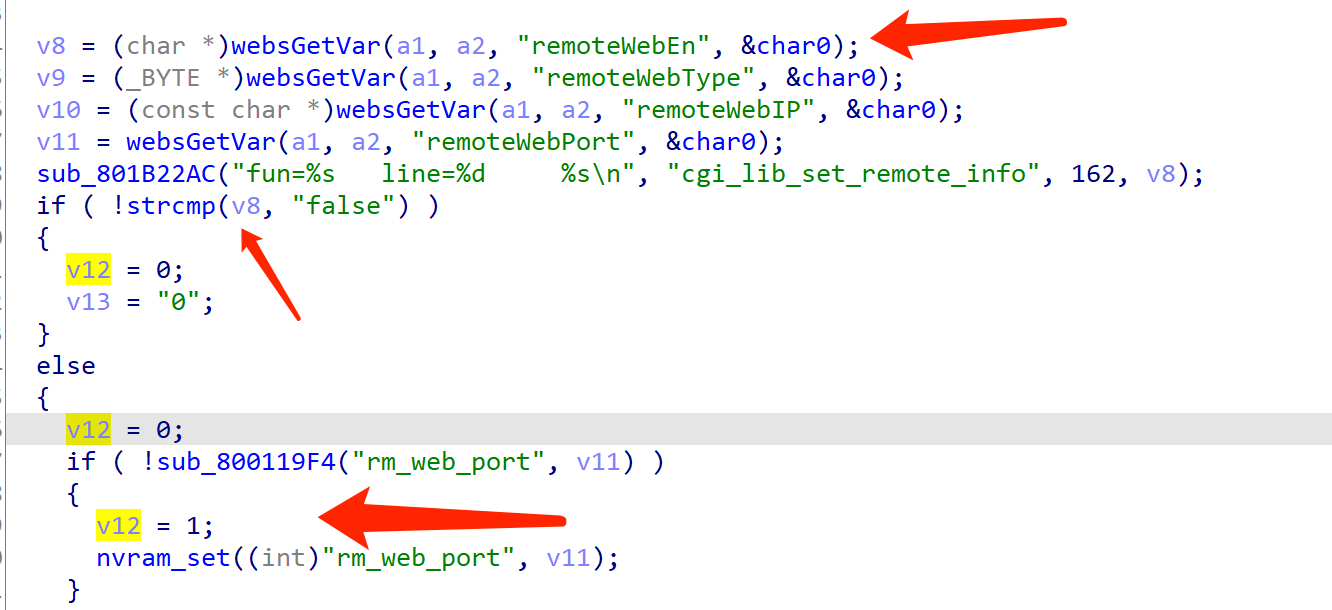 v8 = (char *)websGetVar(a1, a2, "remoteWebEn", &char0);
v9 = (_BYTE *)websGetVar(a1, a2, "remoteWebType", &char0);
v10 = (const char *)websGetVar(a1, a2, "remoteWebIP", &char0);
v11 = websGetVar(a1, a2, "remoteWebPort", &char0);
sub_801B22AC("fun=%s   line=%d     %s\n", "cgi_lib_set_remote_info", 162, v8);
if ( !strcmp(v8, "false") )
{
  v12 = 0;
  v13 = "0";
}
else
{
  v12 = 0;
  if ( !sub_800119F4("rm_web_port", v11) )
  {
    v12 = 1;
    nvram_set((int)"rm_web_port", v11);
  }